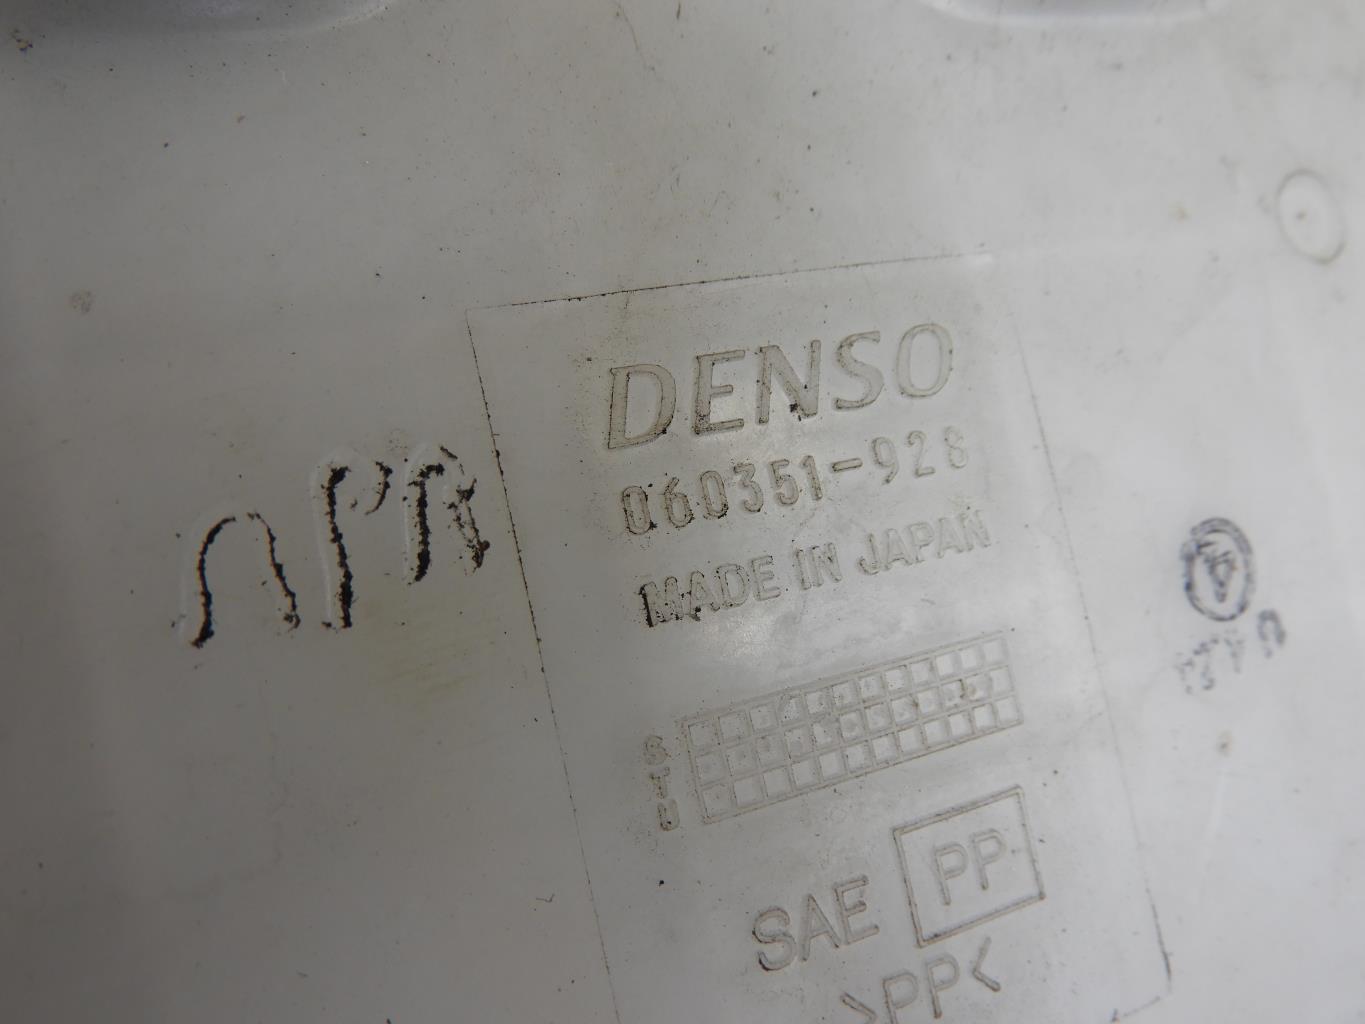 DENSO
060351-928
MADE IN JAPAN
S
T
U
SAE PP
>PP<